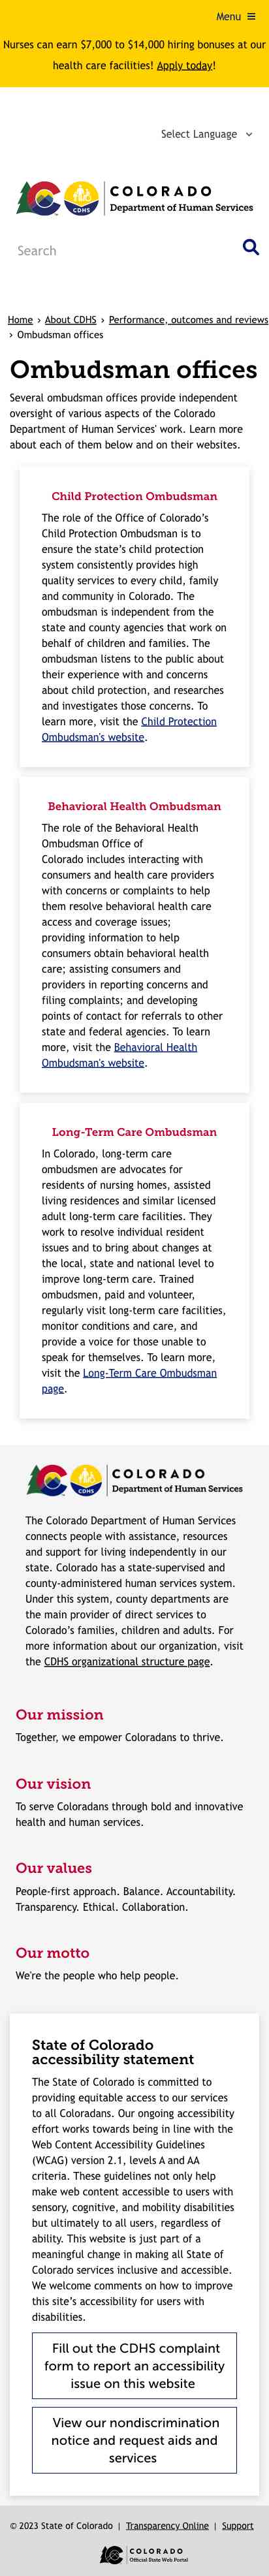 Menu
Nurses can earn $7,000 to $14,000 hiring bonuses at our
health care facilities! Apply today!
Select Language
COLORADO
CDHS
Department of Human Services
Search
Home › About CDHS › Performance, outcomes and reviews
› Ombudsman offices
Ombudsman offices
Several ombudsman offices provide independent
oversight of various aspects of the Colorado
Department of Human Services' work. Learn more
about each of them below and on their websites.
Child Protection Ombudsman
The role of the Office of Colorado’s
Child Protection Ombudsman is to
ensure the state’s child protection
system consistently provides high
quality services to every child, family
and community in Colorado. The
ombudsman is independent from the
state and county agencies that work on
behalf of children and families. The
ombudsman listens to the public about
their experience with and concerns
about child protection, and researches
and investigates those concerns. To
learn more, visit the Child Protection
Ombudsman's website.
Behavioral Health Ombudsman
The role of the Behavioral Health
Ombudsman Office of
Colorado includes interacting with
consumers and health care providers
with concerns or complaints to help
them resolve behavioral health care
access and coverage issues;
providing information to help
consumers obtain behavioral health
care; assisting consumers and
providers in reporting concerns and
filing complaints; and developing
points of contact for referrals to other
state and federal agencies. To learn
more, visit the Behavioral Health
Ombudsman's website.
Long-Term Care Ombudsman
In Colorado, long-term care
ombudsmen are advocates for
residents of nursing homes, assisted
living residences and similar licensed
adult long-term care facilities. They
work to resolve individual resident
issues and to bring about changes at
the local, state and national level to
improve long-term care. Trained
ombudsmen, paid and volunteer,
regularly visit long-term care facilities,
monitor conditions and care, and
provide a voice for those unable to
speak for themselves. To learn more,
visit the Long-Term Care Ombudsman
page.
COLORADO
CDHS
Department of Human Services
The Colorado Department of Human Services
connects people with assistance, resources
and support for living independently in our
state. Colorado has a state-supervised and
county-administered human services system.
Under this system, county departments are
the main provider of direct services to
Colorado’s families, children and adults. For
more information about our organization, visit
the CDHS organizational structure page.
Our mission
Together, we empower Coloradans to thrive.
Our vision
To serve Coloradans through bold and innovative
health and human services.
Our values
People-first approach. Balance. Accountability.
Transparency. Ethical. Collaboration.
Our motto
We're the people who help people.
State of Colorado
accessibility statement
The State of Colorado is committed to
providing equitable access to our services
to all Coloradans. Our ongoing accessibility
effort works towards being in line with the
Web Content Accessibility Guidelines
(WCAG) version 2.1, levels A and AA
criteria. These guidelines not only help
make web content accessible to users with
sensory, cognitive, and mobility disabilities
but ultimately to all users, regardless of
ability. This website is just part of a
meaningful change in making all State of
Colorado services inclusive and accessible.
We welcome comments on how to improve
this site’s accessibility for users with
disabilities.
Fill out the CDHS complaint
form to report an accessibility
issue on this website
View our nondiscrimination
notice and request aids and
services
© 2023 State of Colorado | Transparency Online | Support
COLORADO
Official State Web Portal